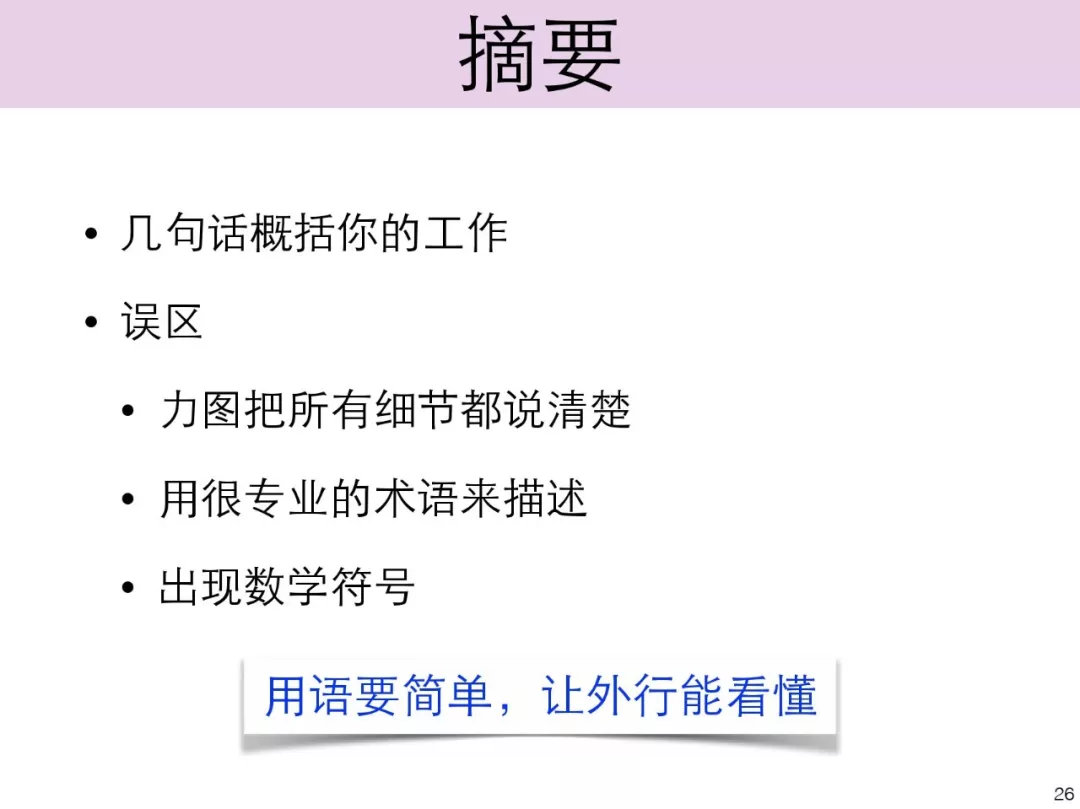 摘要
• 几句话概括你的工作
• 误区
• 力图把所有细节都说清楚
• 用很专业的术语来描述
• 出现数学符号
用语要简单，让外行能看懂
26